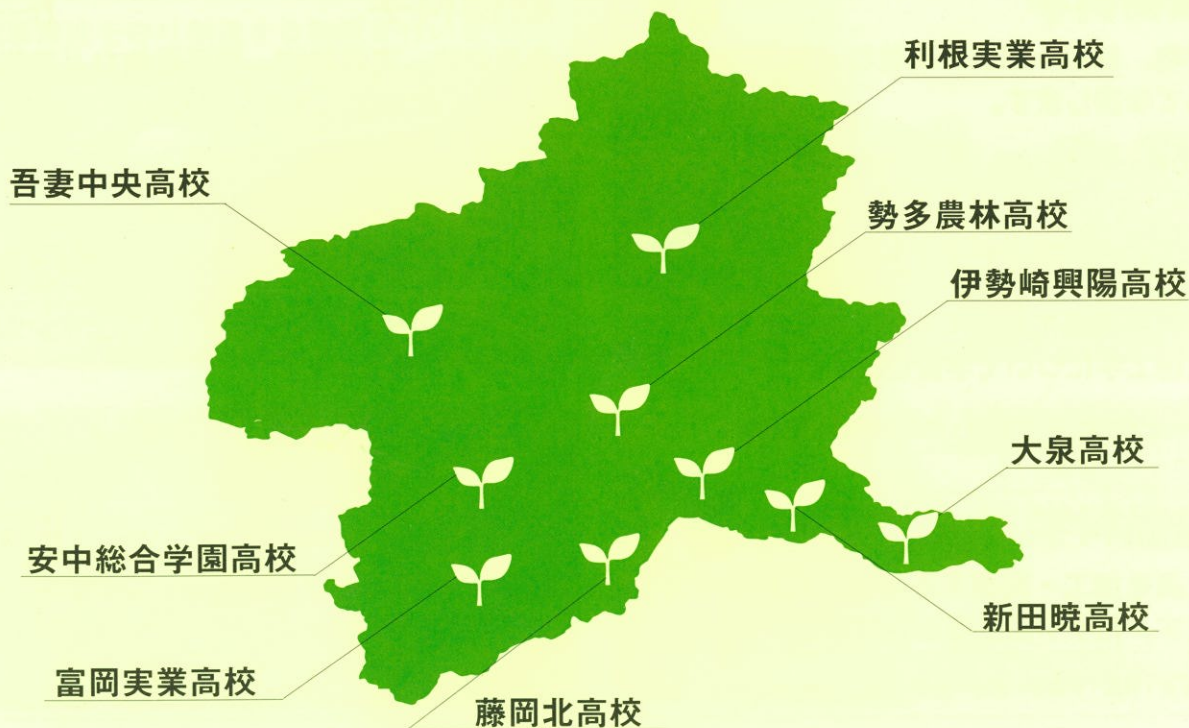 利根実業高校
吾妻中央高校
勢多農林高校
伊勢崎興陽高校
大泉高校
安中総合学園高校
新田暁高校
富岡実業高校
藤岡北高校